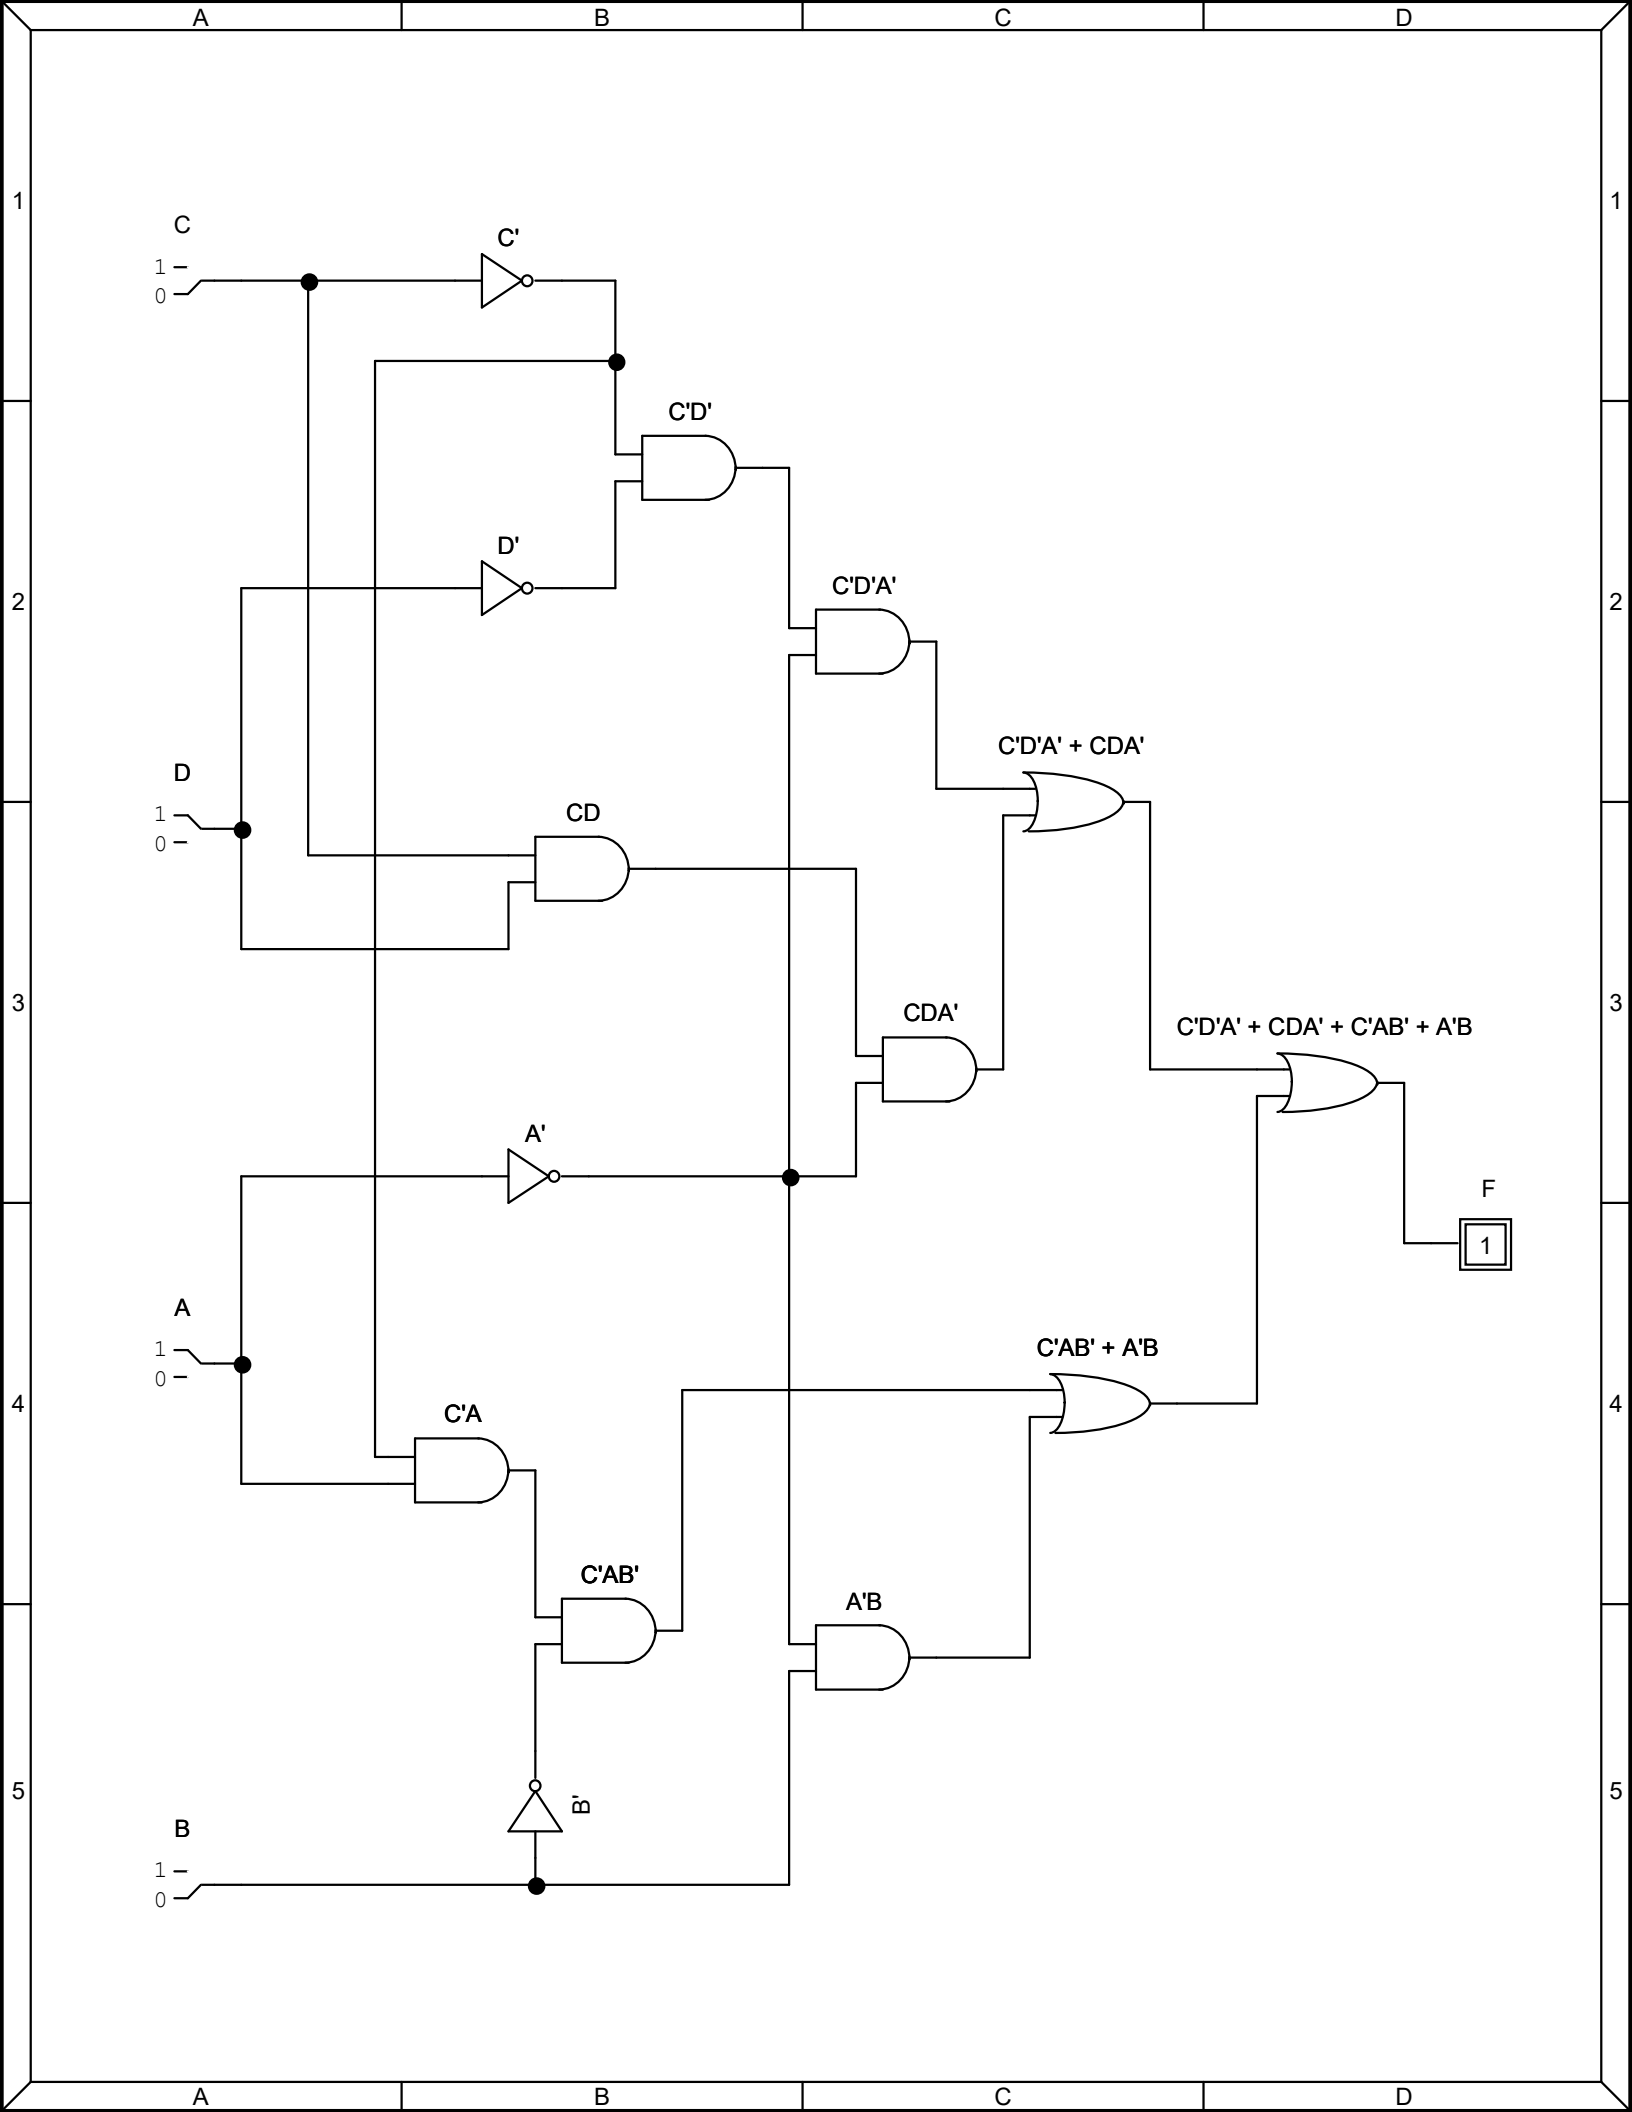 A B C D
1 1
C
C'
1
0
C'D'
D'
2 2
C'D'A'
C'D'A' + CDA'
D
1
0
CD
3 3
CDA'
C'D'A' + CDA' + C'AB' + A'B
A'
F
1
A
1
0
C'AB' + A'B
4 4
C'A
C'AB'
A'B
5 5
B'
B
1
0
A B C D